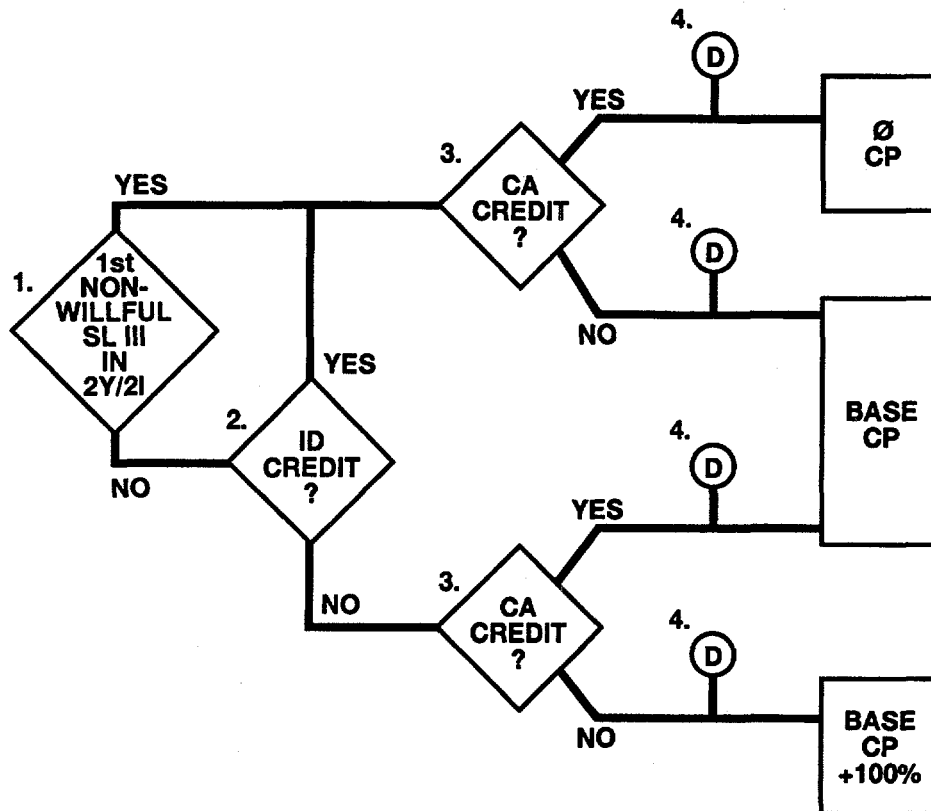 4.
D
YES
Ø
CP
3.
CA
CREDIT
?
YES
4.
D
NO
1.
1st
NON-
WILLFUL
SL III
IN
2Y/2I
YES
2.
ID
CREDIT
?
NO
BASE
CP
4.
D
YES
3.
CA
CREDIT
?
NO
4.
D
NO
BASE
CP
+100%